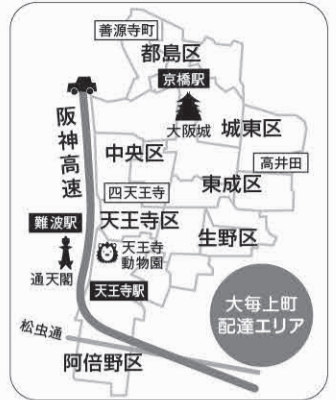 善源寺町
都島区
京橋駅
大阪城
城東区
阪神高速
中央区
高井田
東成区
四天王寺
難波駅
天王寺区
生野区
通天閣
天王寺
動物園
天王寺駅
大毎上町
配達エリア
松虫通
阿倍野区